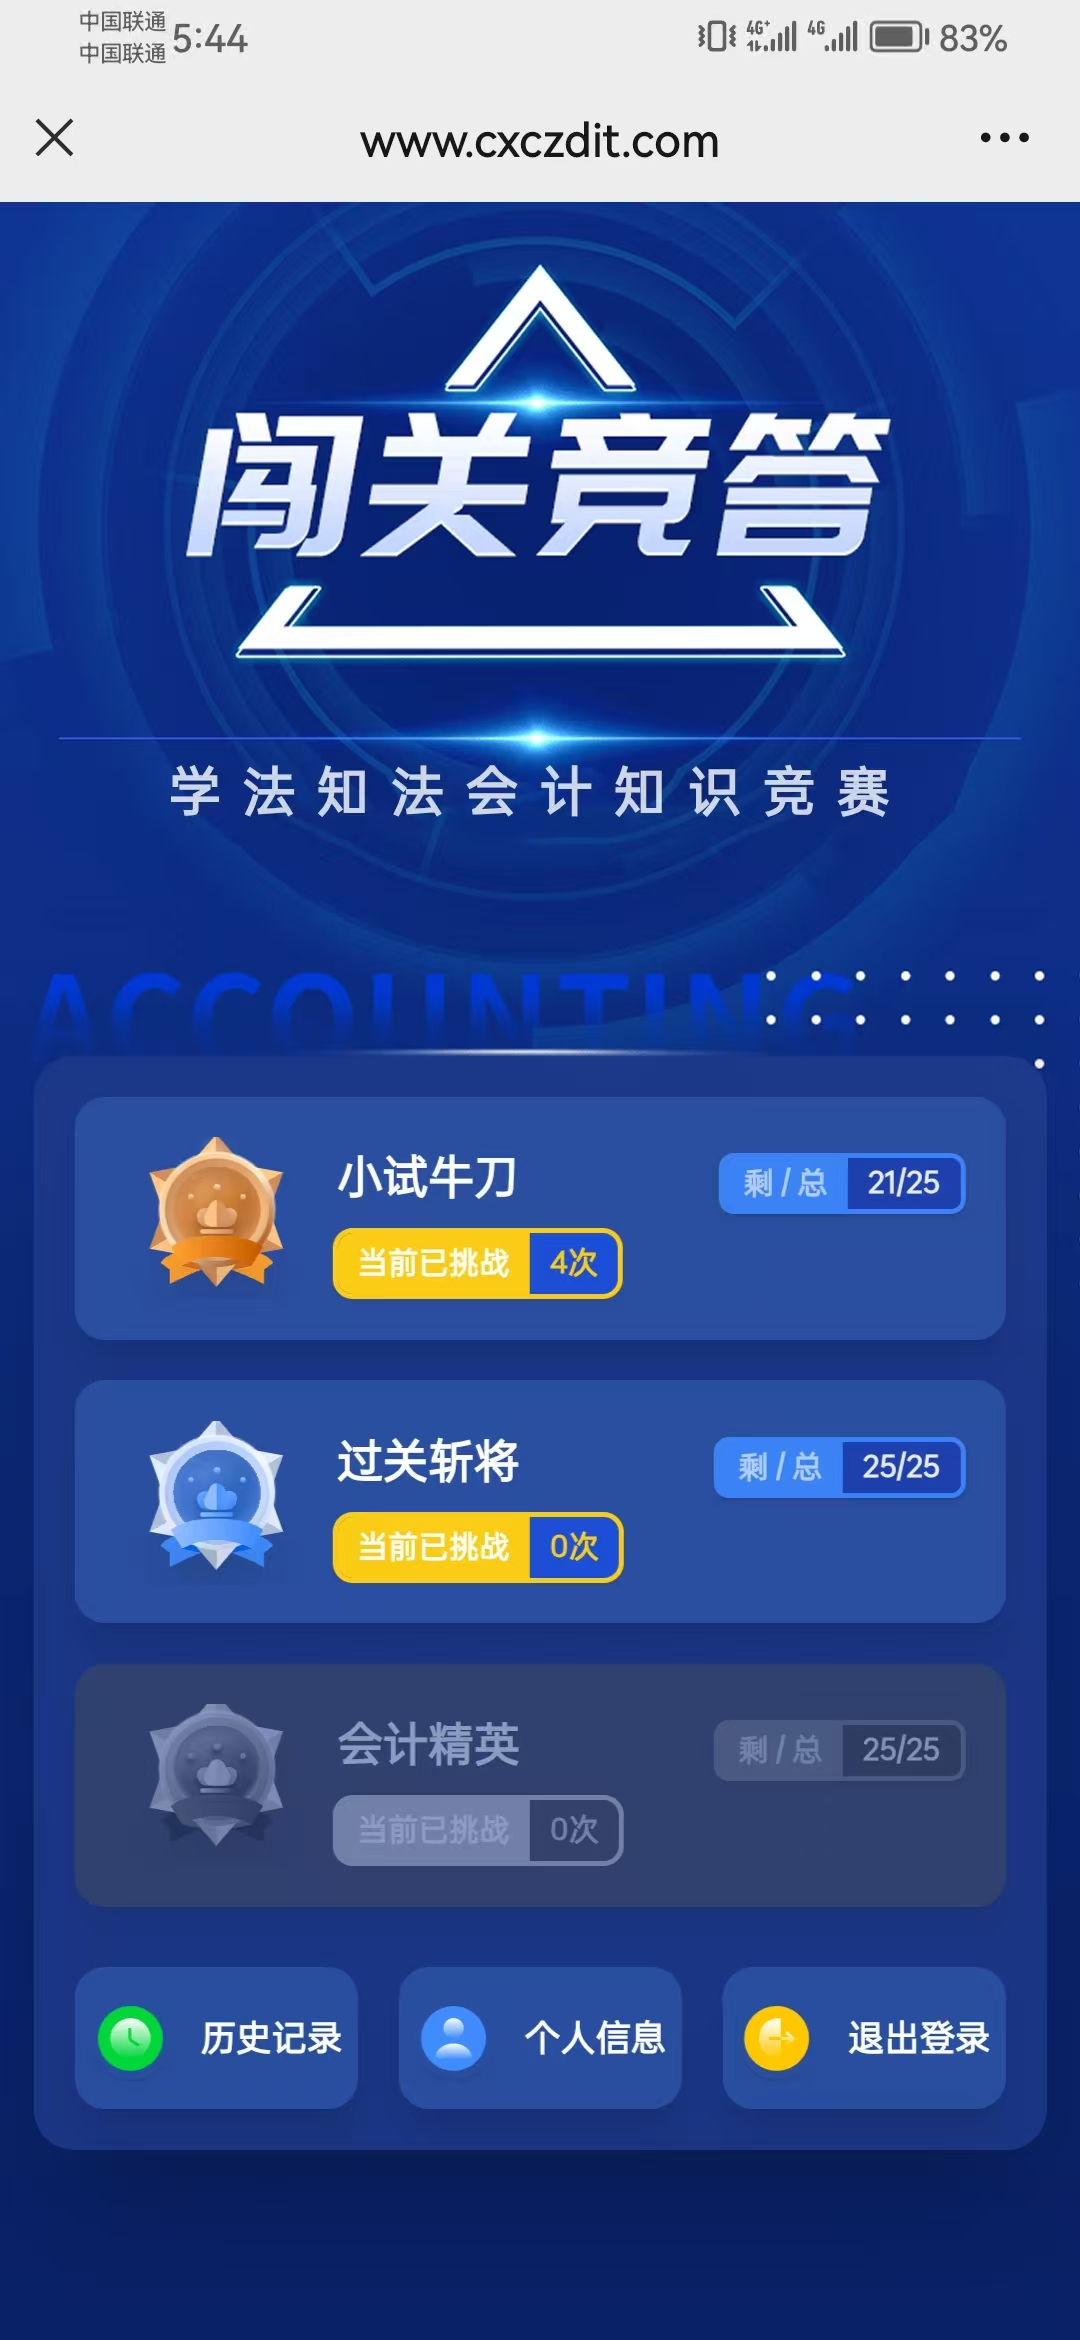 中国联通
中国联通
5:44
4G+
4G
83%
www.cxczdit.com
闯关竞答
学法知法会计知识竞赛
ACCOUNTING
小试牛刀
剩/总 21/25
当前已挑战 4次
过关斩将
剩/总 25/25
当前已挑战 0次
会计精英
剩/总 25/25
当前已挑战 0次
历史记录 个人信息 退出登录